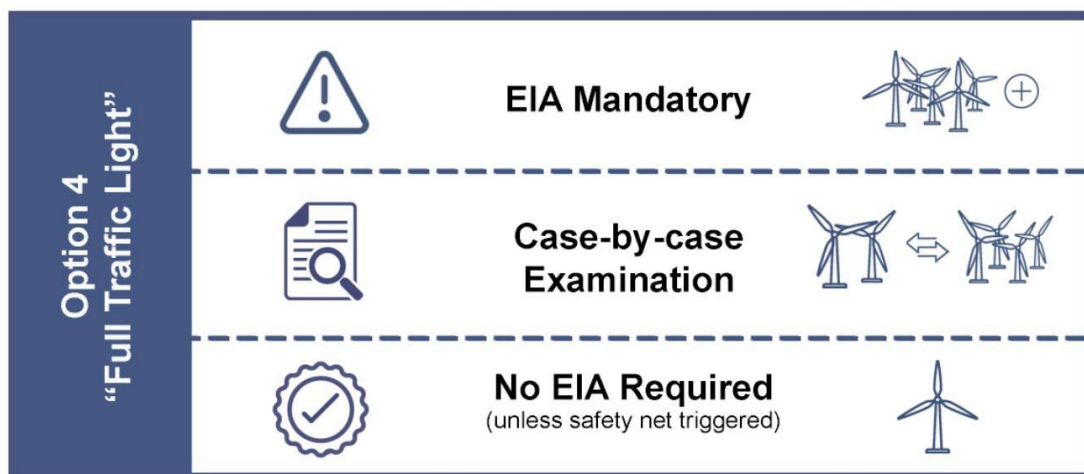 Option 4
“Full Traffic Light”
EIA Mandatory
Case-by-case
Examination
No EIA Required
(unless safety net triggered)